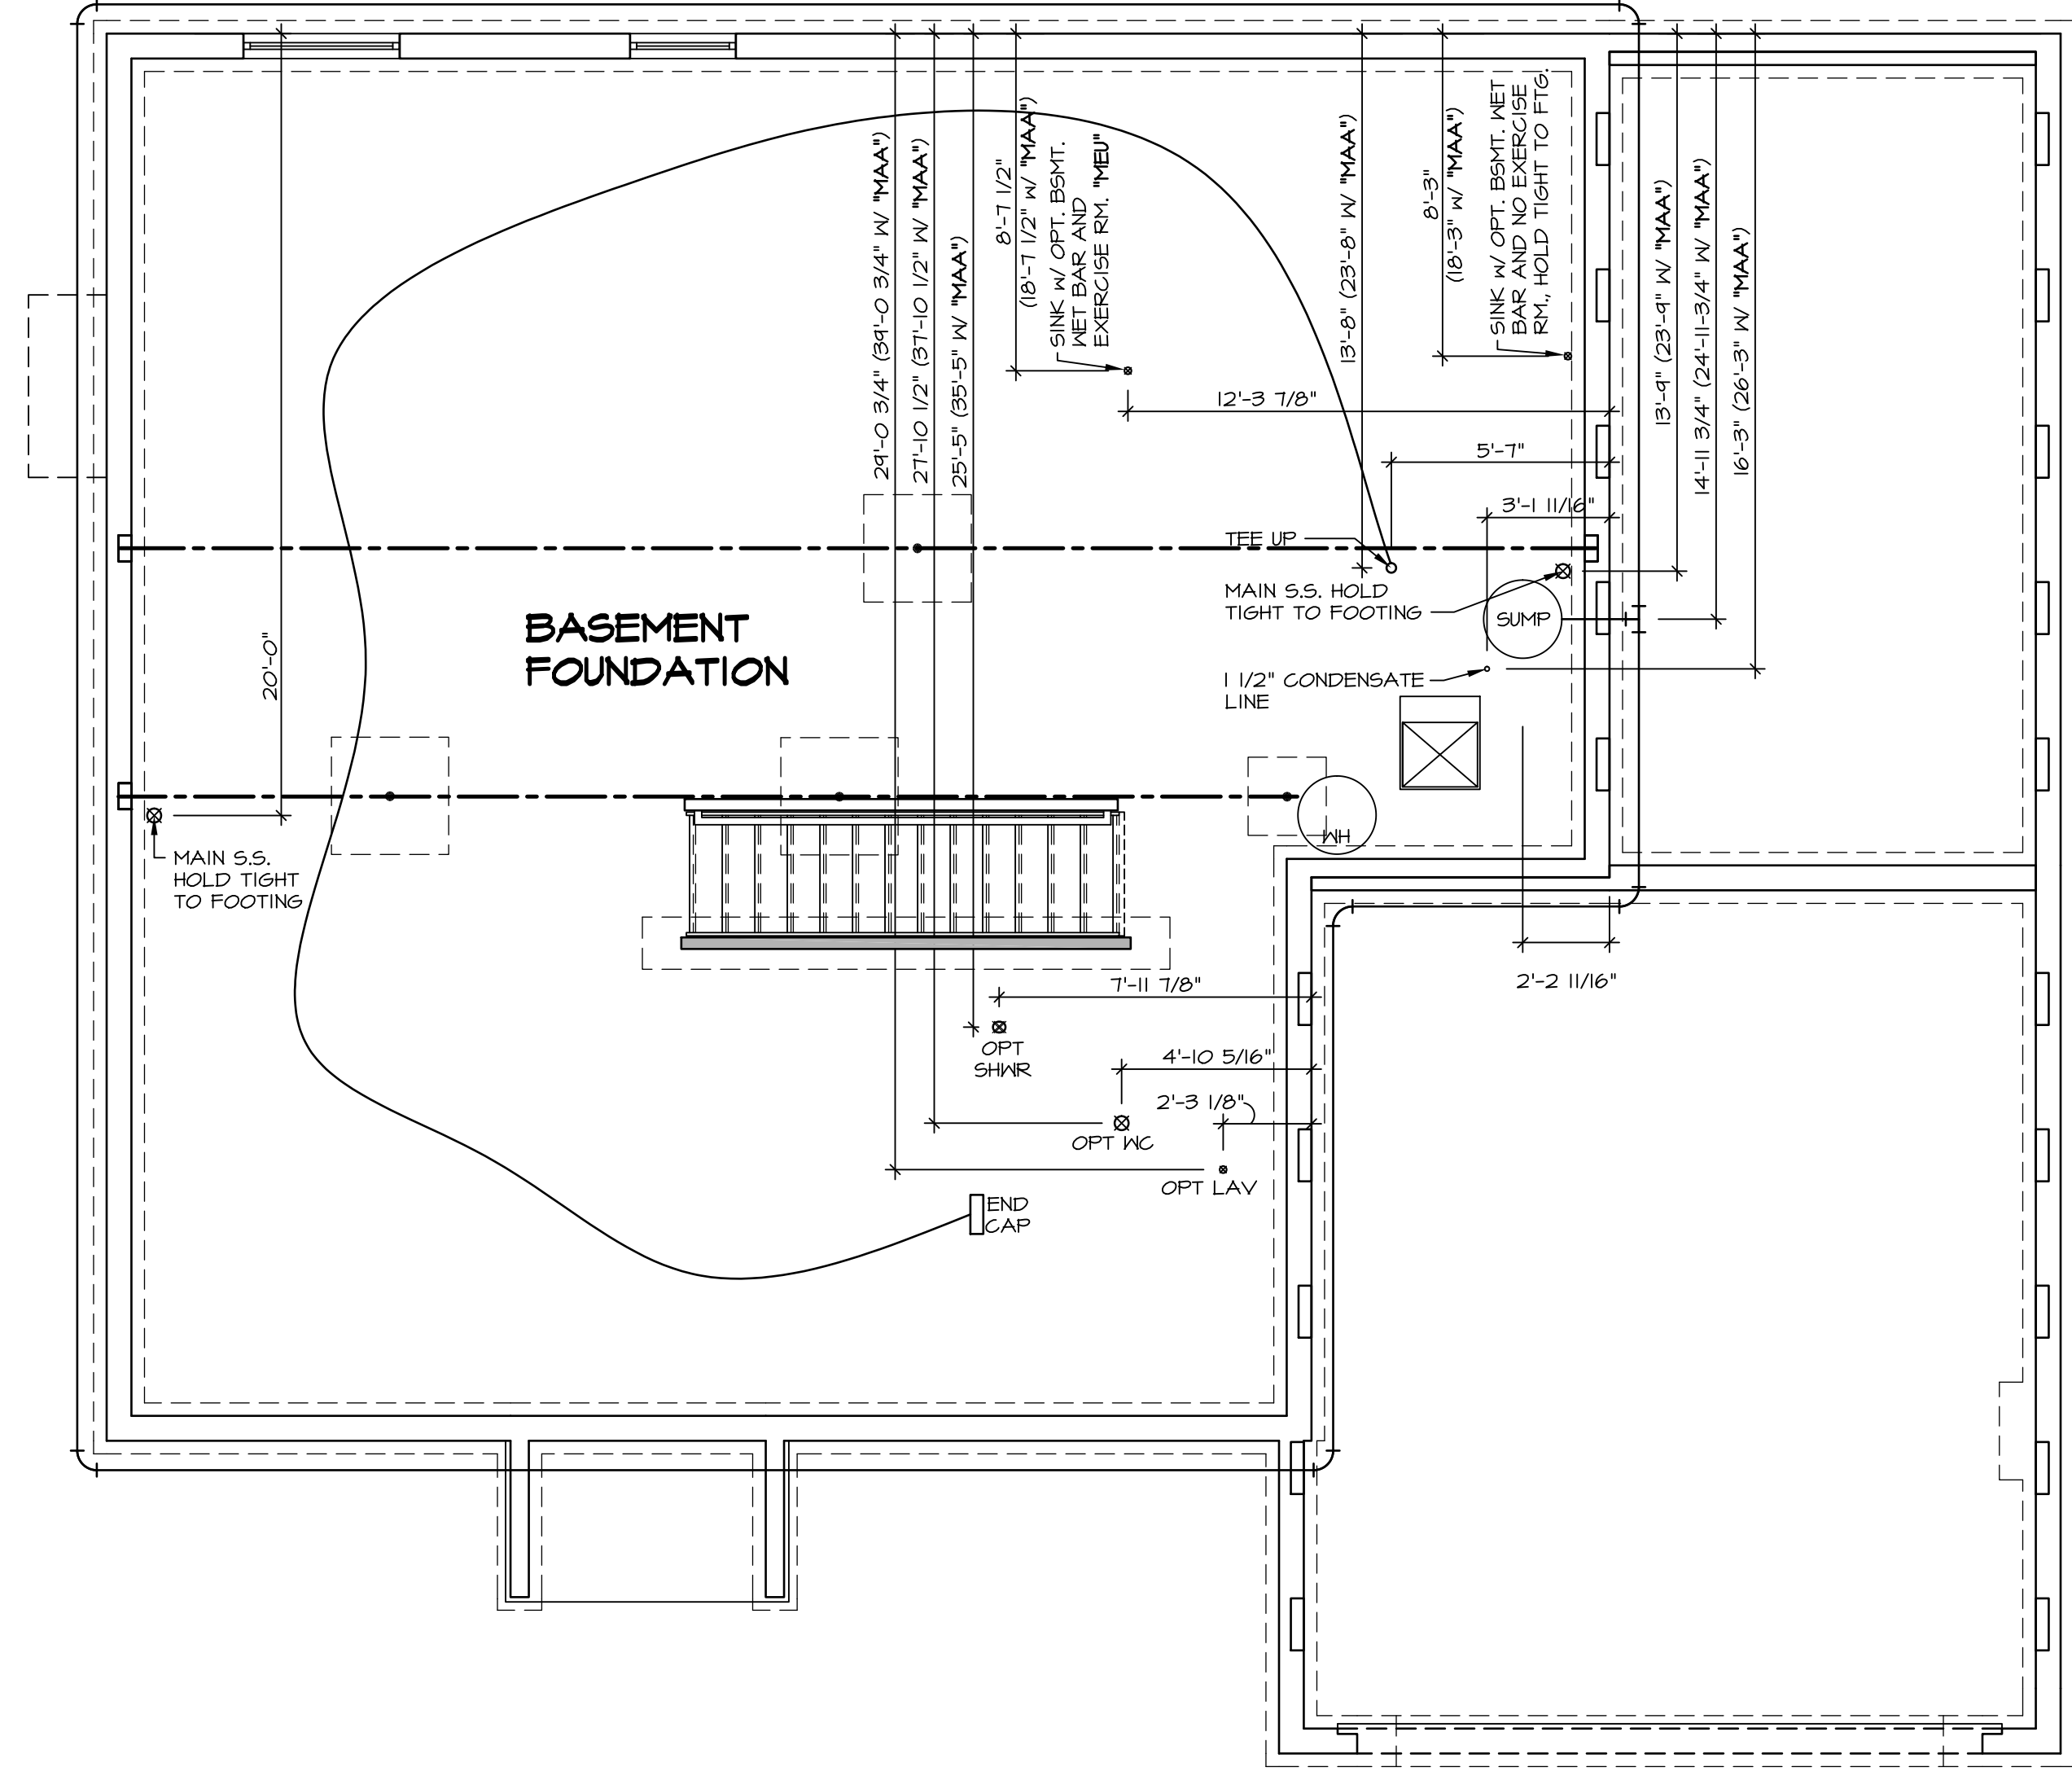 29'-0 3/4" (39'-0 3/4" W/ "MAA")
27'-10 1/2" (37'-10 1/2" W/ "MAA")
25'-5" (35'-5" W/ "MAA")
8'-7 1/2"
(18'-7 1/2" W/ "MAA")
SINK W/ OPT. BSMT.
WET BAR AND
EXERCISE RM. "MEU"
13'-8" (23'-8" W/ "MAA")
8'-3"
(18'-3" W/ "MAA")
SINK W/ OPT. BSMT. WET
BAR AND NO EXERCISE
RM., HOLD TIGHT TO FTG.
13'-9" (23'-9" W/ "MAA")
14'-11 3/4" (24'-11-3/4" W/ "MAA")
16'-3" (26'-3" W/ "MAA")
12'-3 7/8"
5'-7"
3'-1 11/16"
TEE UP
MAIN S.S. HOLD
TIGHT TO FOOTING
SUMP
BASEMENT
FOUNDATION
20'-0"
1 1/2" CONDENSATE
LINE
WH
MAIN S.S.
HOLD TIGHT
TO FOOTING
2'-2 11/16"
7'-11 7/8"
OPT
SHWR
4'-10 5/16"
2'-3 1/8"
OPT WC
OPT LAV
END
CAP